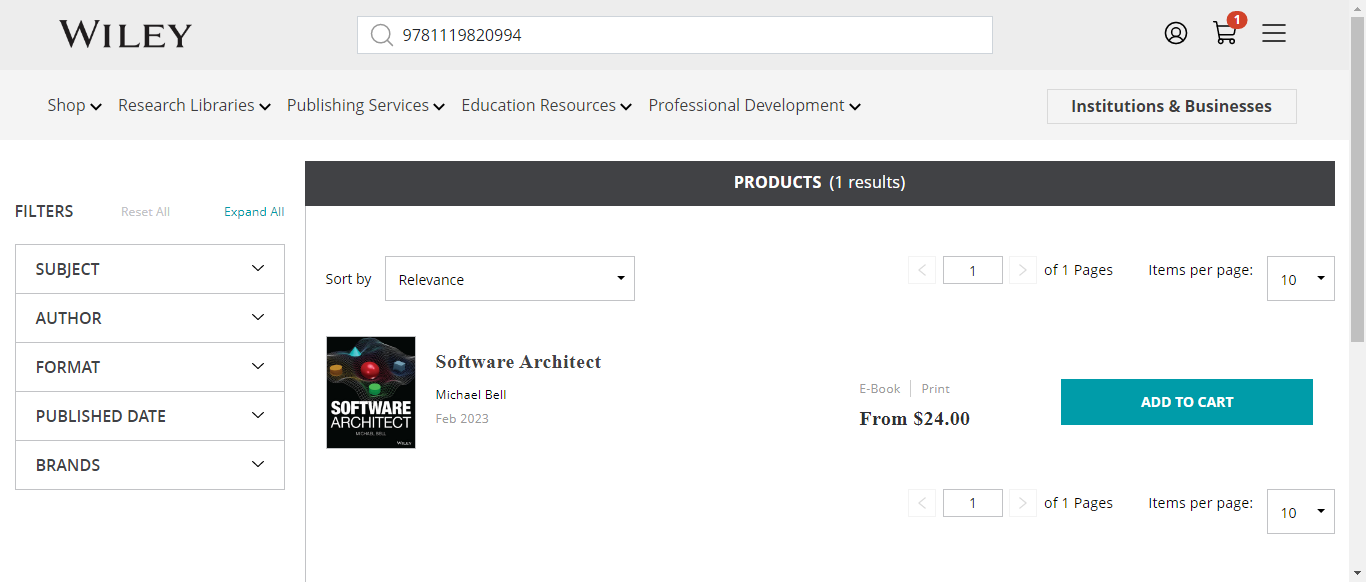 WILEY
9781119820994
1
Shop Research Libraries Publishing Services Education Resources Professional Development
Institutions & Businesses
PRODUCTS (1 results)
FILTERS Reset All Expand All
SUBJECT
AUTHOR
FORMAT
PUBLISHED DATE
BRANDS
Sort by Relevance
1 of 1 Pages Items per page: 10
SOFTWARE
ARCHITECT
MICHAEL BELL
WILEY
Software Architect
Michael Bell
Feb 2023
E-Book Print
From $24.00
ADD TO CART
1 of 1 Pages Items per page: 10